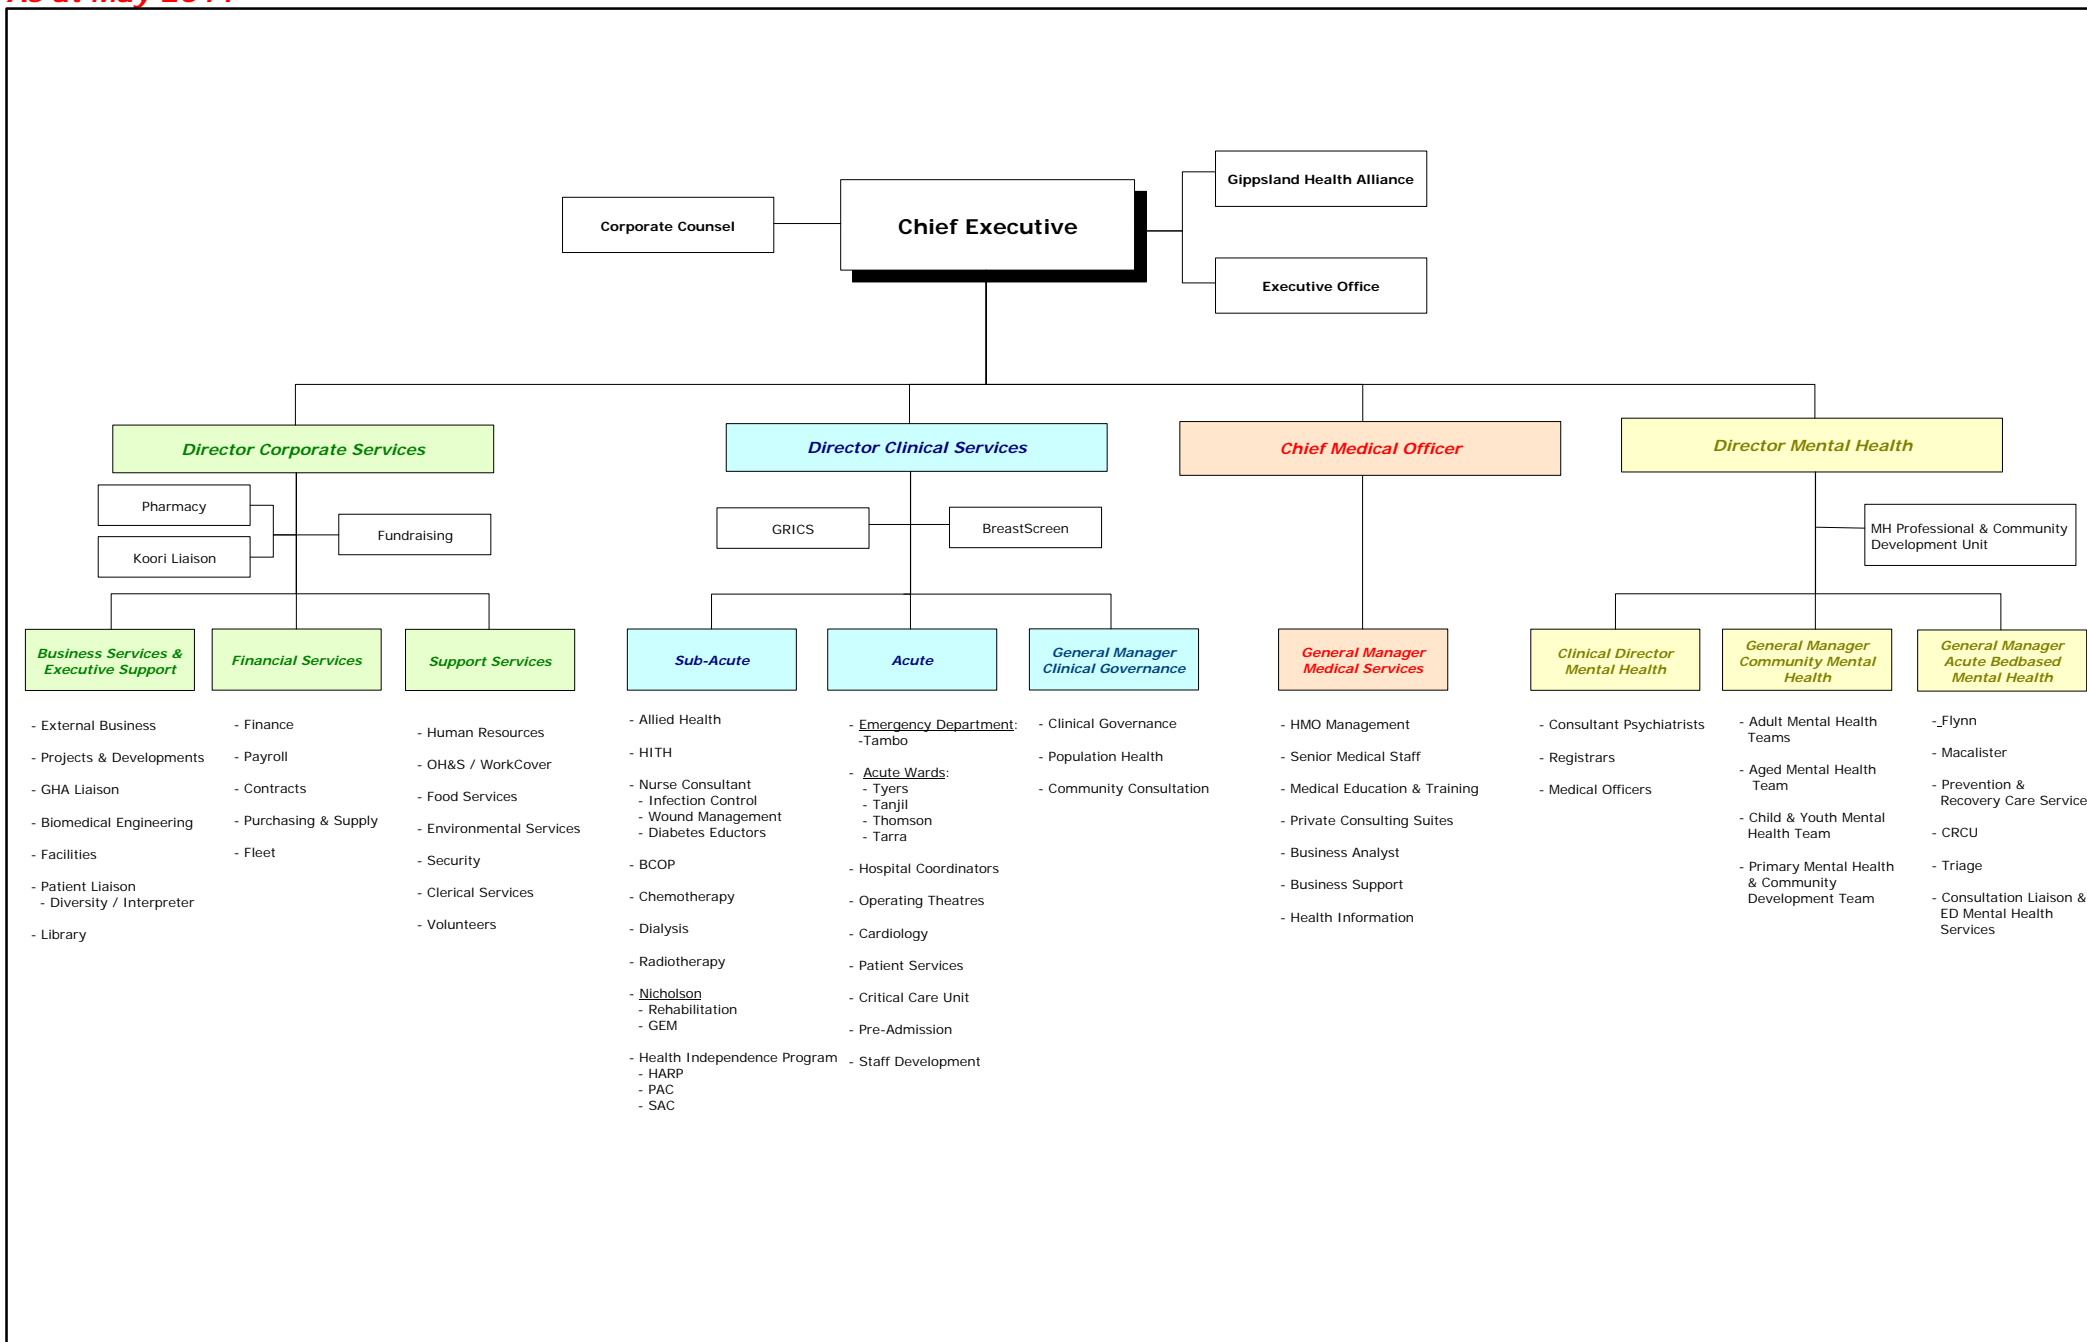 Gippsland Health Alliance
Corporate Counsel
Chief Executive
Executive Office
Director Corporate Services
Director Clinical Services
Chief Medical Officer
Director Mental Health
Pharmacy
Koori Liaison
Fundraising
GRICS
BreastScreen
MH Professional & Community
Development Unit
Business Services &
Executive Support
- External Business
- Projects & Developments
- GHA Liaison
- Biomedical Engineering
- Facilities
- Patient Liaison
- Diversity / Interpreter
- Library
Financial Services
- Finance
- Payroll
- Contracts
- Purchasing & Supply
- Fleet
Support Services
- Human Resources
- OH&S / WorkCover
- Food Services
- Environmental Services
- Security
- Clerical Services
- Volunteers
Sub-Acute
- Allied Health
- HITH
- Nurse Consultant
- Infection Control
- Wound Management
- Diabetes Eductors
- BCOP
- Chemotherapy
- Dialysis
- Radiotherapy
- Nicholson
- Rehabilitation
- GEM
- Health Independence Program
- HARP
- PAC
- SAC
Acute
- Emergency Department:
-Tambo
- Acute Wards:
- Tyers
- Tanjil
- Thomson
- Tarra
- Hospital Coordinators
- Operating Theatres
- Cardiology
- Patient Services
- Critical Care Unit
- Pre-Admission
- Staff Development
General Manager
Clinical Governance
- Clinical Governance
- Population Health
- Community Consultation
General Manager
Medical Services
- HMO Management
- Senior Medical Staff
- Medical Education & Training
- Private Consulting Suites
- Business Analyst
- Business Support
- Health Information
Clinical Director
Mental Health
- Consultant Psychiatrists
- Registrars
- Medical Officers
General Manager
Community Mental
Health
- Adult Mental Health
Teams
- Aged Mental Health
Team
- Child & Youth Mental
Health Team
- Primary Mental Health
& Community
Development Team
General Manager
Acute Bedbased
Mental Health
- Flynn
- Macalister
- Prevention &
Recovery Care Service
- CRCU
- Triage
- Consultation Liaison &
ED Mental Health
Services